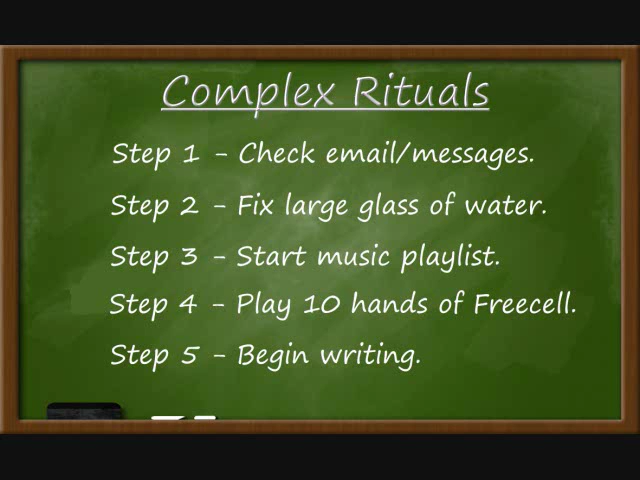 Complex Rituals
Step 1 - Check email/messages.
Step 2 - Fix large glass of water.
Step 3 - Start music playlist.
Step 4 - Play 10 hands of Freecell.
Step 5 - Begin writing.